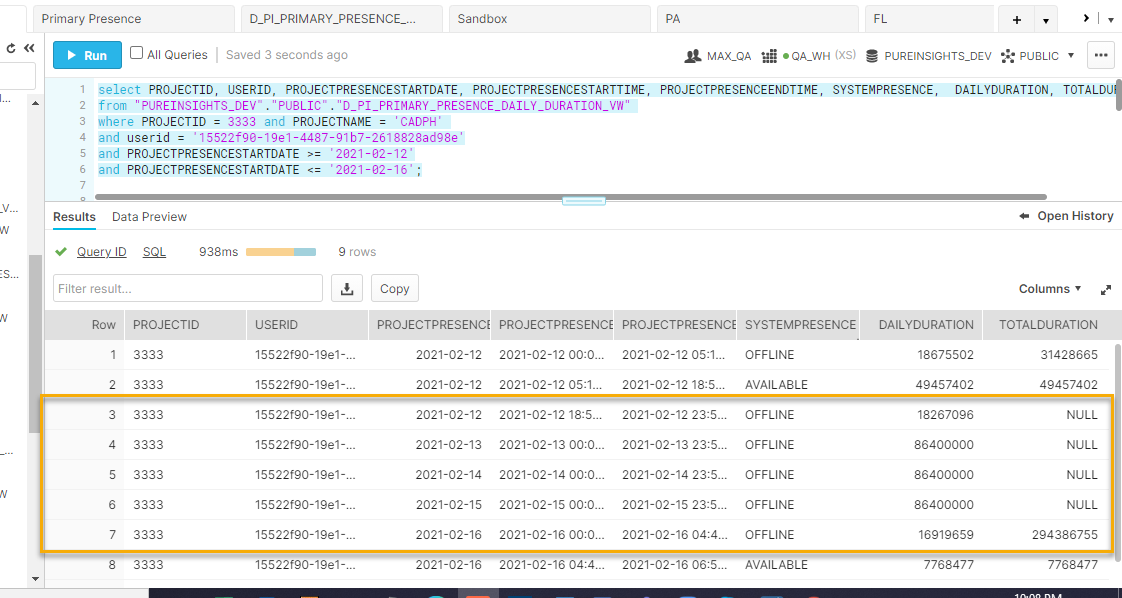 Primary Presence D_PI_PRIMARY_PRESENCE_... Sandbox PA FL
Run All Queries Saved 3 seconds ago MAX_QA QA_WH (XS) PUREINSIGHTS_DEV PUBLIC
1 select PROJECTID, USERID, PROJECTPRESENCESTARTDATE, PROJECTPRESENCESTARTTIME, PROJECTPRESENCEENDTIME, SYSTEMPRESENCE, DAILYDURATION, TOTALDUR
2 from "PUREINSIGHTS_DEV"."PUBLIC"."D_PI_PRIMARY_PRESENCE_DAILY_DURATION_VW"
3 where PROJECTID = 3333 and PROJECTNAME = 'CADPH'
4 and userid = '15522f90-19e1-4487-91b7-2618828ad98e'
5 and PROJECTPRESENCESTARTDATE >= '2021-02-12'
6 and PROJECTPRESENCESTARTDATE <= '2021-02-16';
7
8
Results Data Preview Open History
Query ID SQL 938ms 9 rows
Filter result... Copy Columns
Row PROJECTID USERID PROJECTPRESENCE PROJECTPRESENCE PROJECTPRESENCE SYSTEMPRESENCE DAILYDURATION TOTALDURATION
1 3333 15522f90-19e1-... 2021-02-12 2021-02-12 00:0... 2021-02-12 05:1... OFFLINE 18675502 31428665
2 3333 15522f90-19e1-... 2021-02-12 2021-02-12 05:1... 2021-02-12 18:5... AVAILABLE 49457402 49457402
3 3333 15522f90-19e1-... 2021-02-12 2021-02-12 18:5... 2021-02-12 23:5... OFFLINE 18267096 NULL
4 3333 15522f90-19e1-... 2021-02-13 2021-02-13 00:0... 2021-02-13 23:5... OFFLINE 86400000 NULL
5 3333 15522f90-19e1-... 2021-02-14 2021-02-14 00:0... 2021-02-14 23:5... OFFLINE 86400000 NULL
6 3333 15522f90-19e1-... 2021-02-15 2021-02-15 00:0... 2021-02-15 23:5... OFFLINE 86400000 NULL
7 3333 15522f90-19e1-... 2021-02-16 2021-02-16 00:0... 2021-02-16 04:4... OFFLINE 16919659 294386755
8 3333 15522f90-19e1-... 2021-02-16 2021-02-16 04:4... 2021-02-16 06:5... AVAILABLE 7768477 7768477
10:08 PM